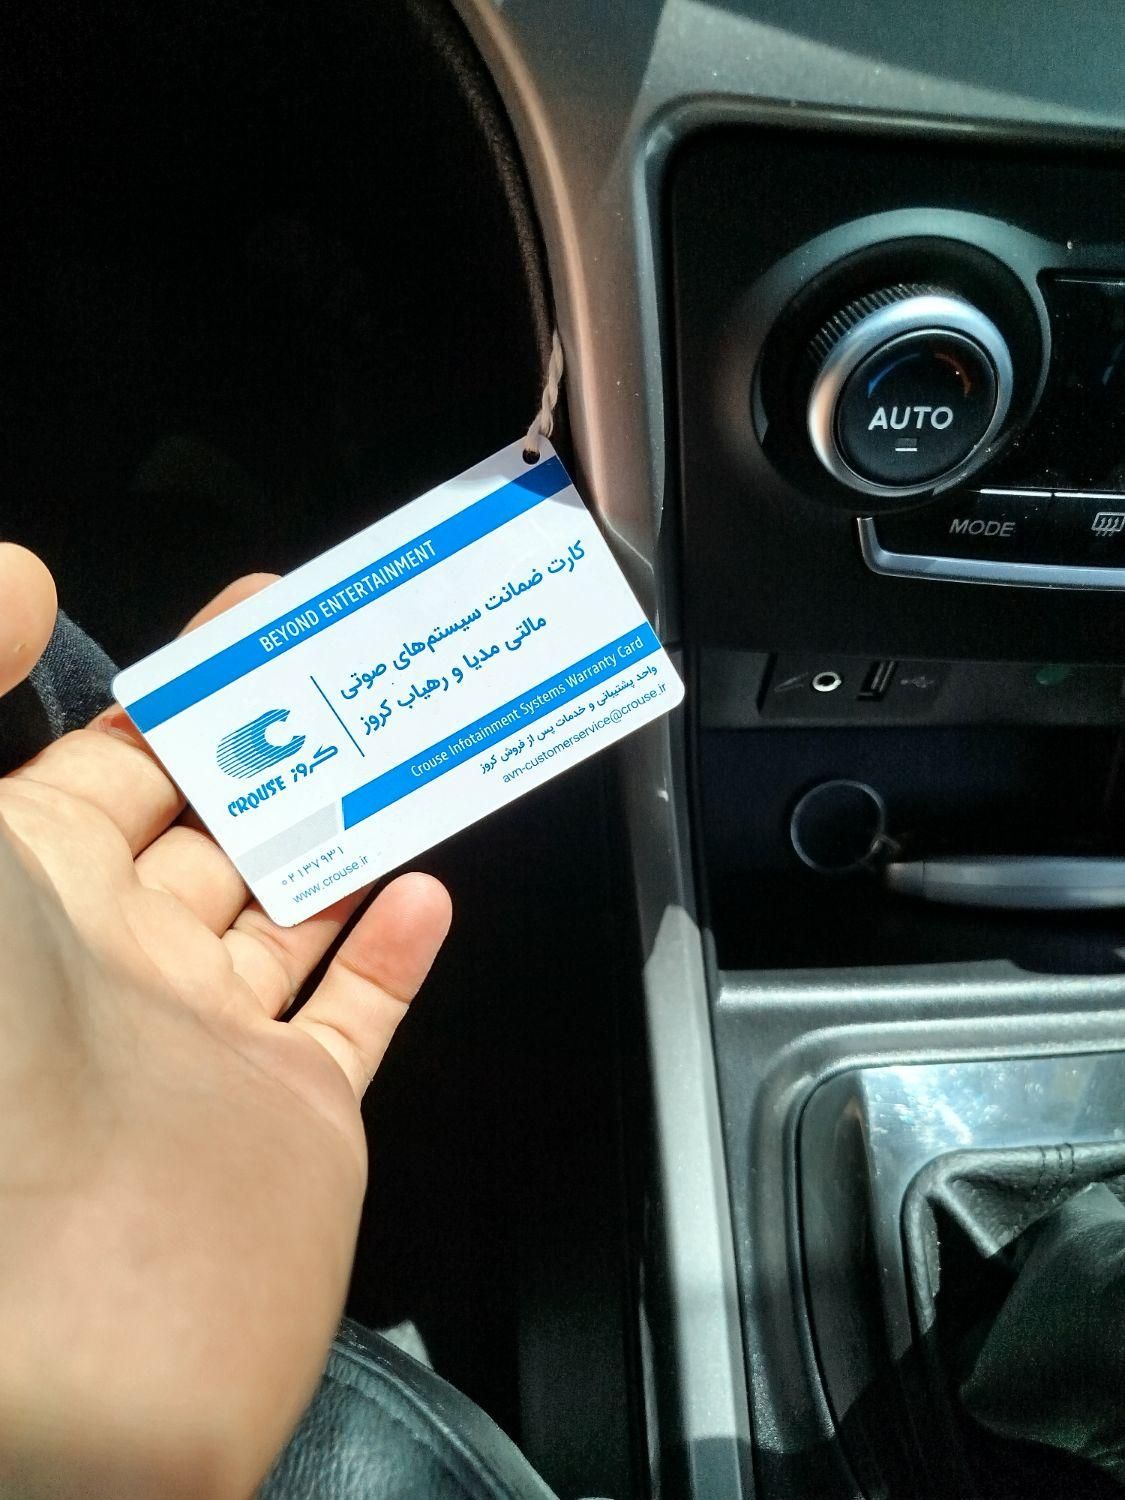 BEYOND ENTERTAINMENT
کارت ضمانت سیستم‌های صوتی
مالتی مدیا و رهیاب کروز
CROUSE کروز
Crouse Infotainment Systems Warranty Card
واحد پشتیبانی و خدمات پس از فروش کروز
avn-customerservice@crouse.ir
۰۲۱۳۷۹۳۱
www.crouse.ir
AUTO
MODE